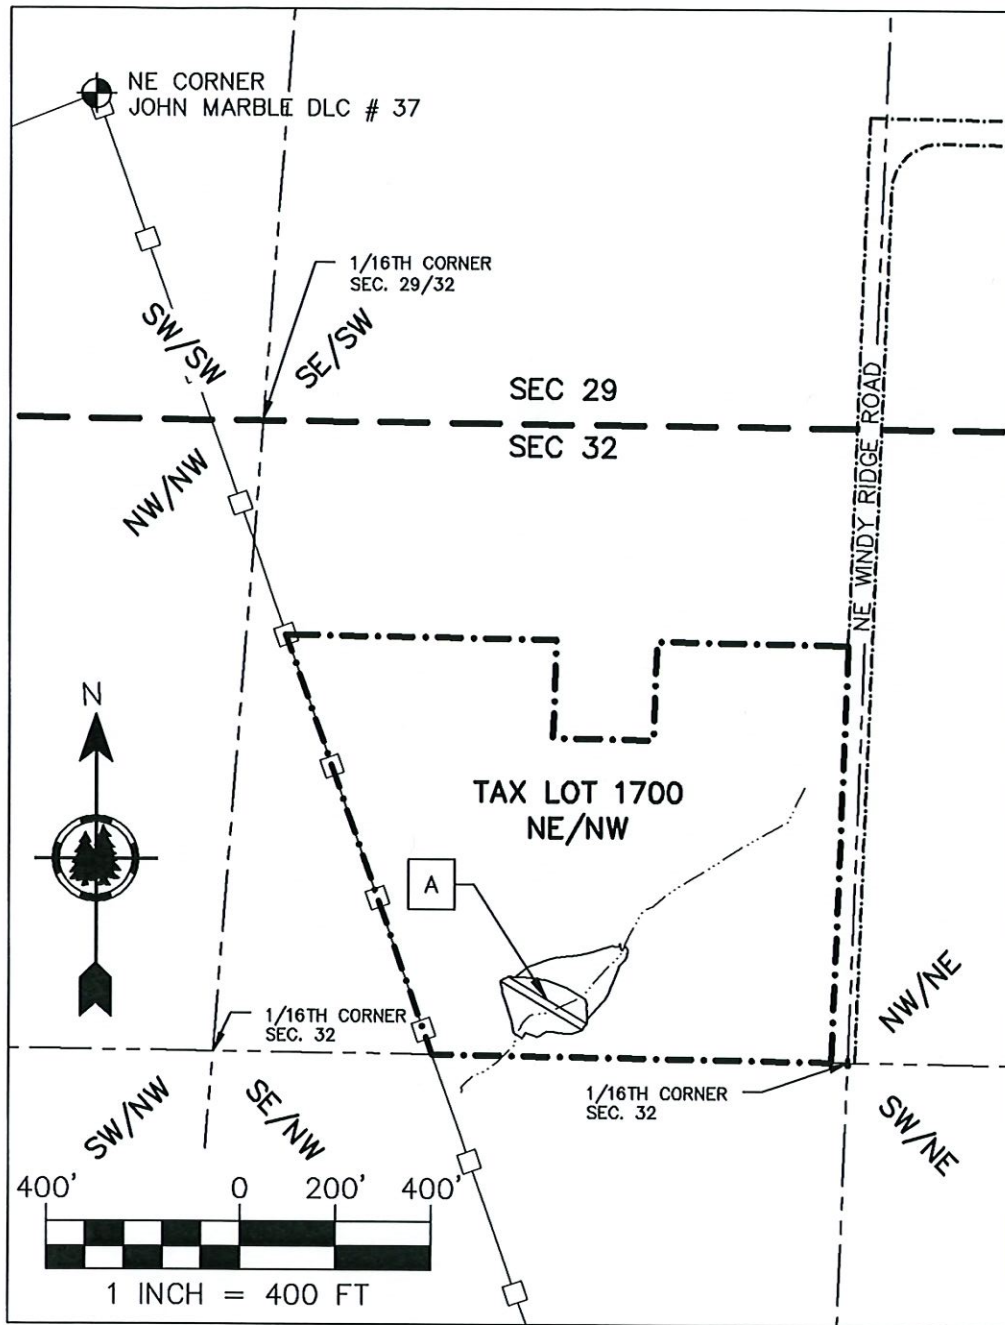 NE CORNER
JOHN MARBLE DLC # 37
1/16TH CORNER
SEC. 29/32
SW/SW
SE/SW
SEC 29
SEC 32
NW/NW
NE WINDY RIDGE ROAD
N
TAX LOT 1700
NE/NW
A
NW/NE
1/16TH CORNER
SEC. 32
1/16TH CORNER
SEC. 32
SW/NW
SE/NW
SW/NE
400' 0 200' 400'
1 INCH = 400 FT